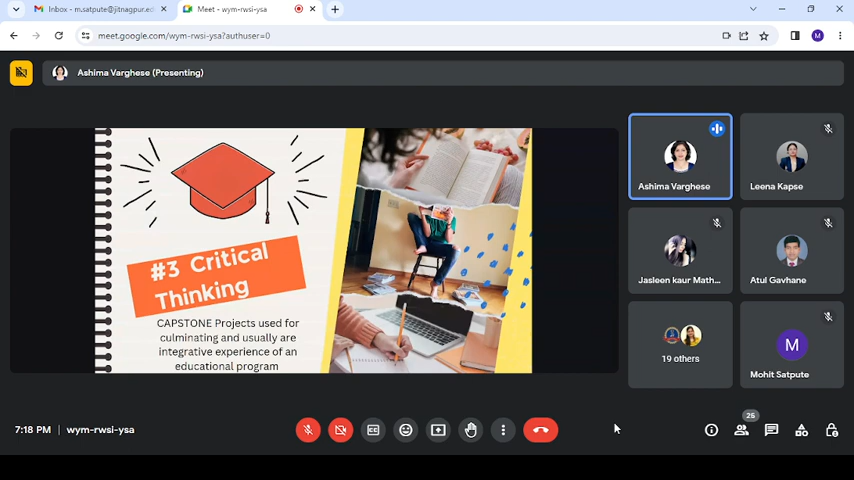 Inbox - m.satpute@jitnagpur.ed
Meet - wym-rwsi-ysa
meet.google.com/wym-rwsi-ysa?authuser=0
M
Ashima Varghese (Presenting)
#3 Critical
Thinking
CAPSTONE Projects used for
culminating and usually are
integrative experience of an
educational program
Ashima Varghese
Leena Kapse
Jasleen kaur Math...
Atul Gavhane
19 others
M
Mohit Satpute
7:18 PM | wym-rwsi-ysa
25